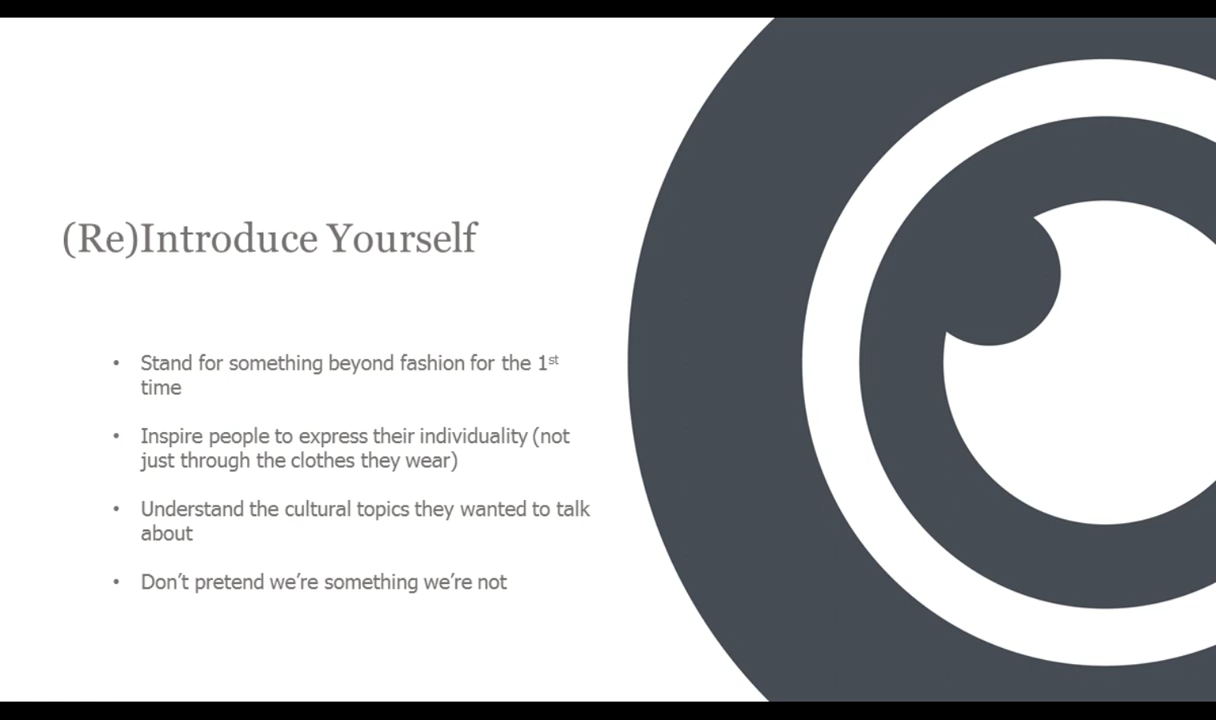 (Re)Introduce Yourself
• Stand for something beyond fashion for the 1st
time
• Inspire people to express their individuality (not
just through the clothes they wear)
• Understand the cultural topics they wanted to talk
about
• Don’t pretend we’re something we’re not